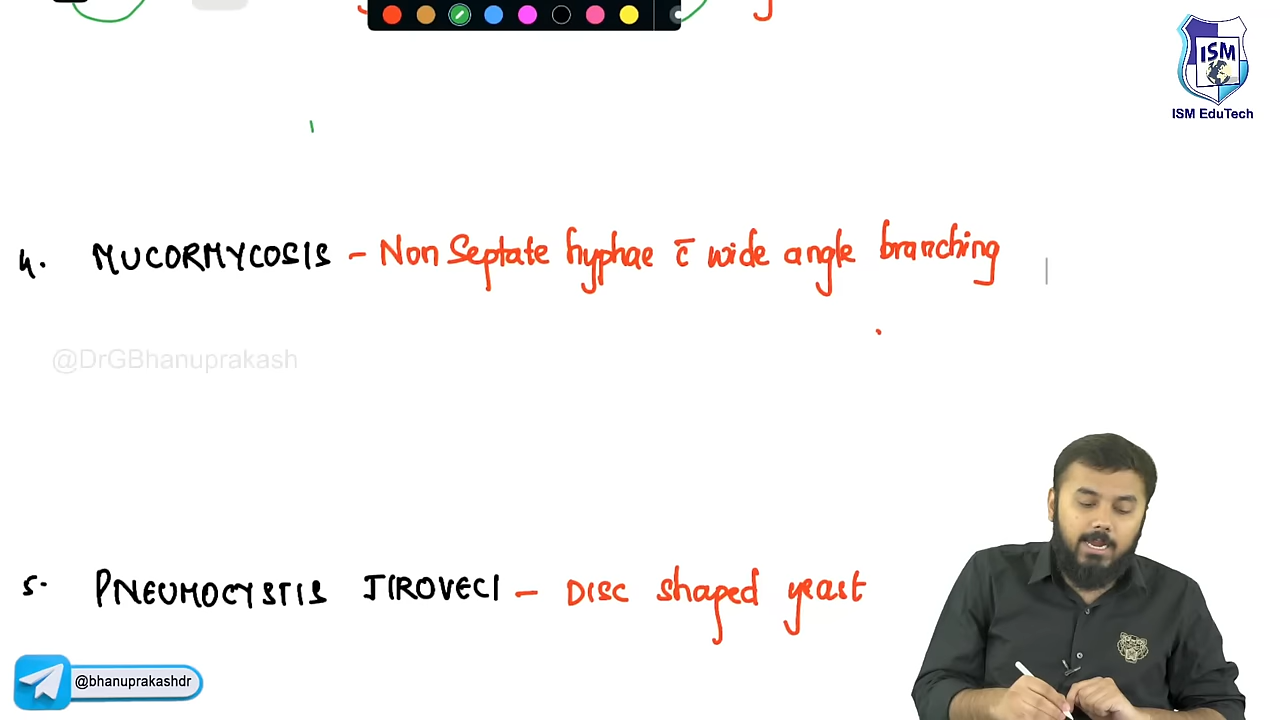 ISM
ISM EduTech
4. MUCORMYCOSIS – Non Septate hyphae c̄ wide angle branching
@DrGBhanuprakash
5. PNEUMOCYSTIS JIROVECI – DISC shaped yeast
@bhanuprakashdr